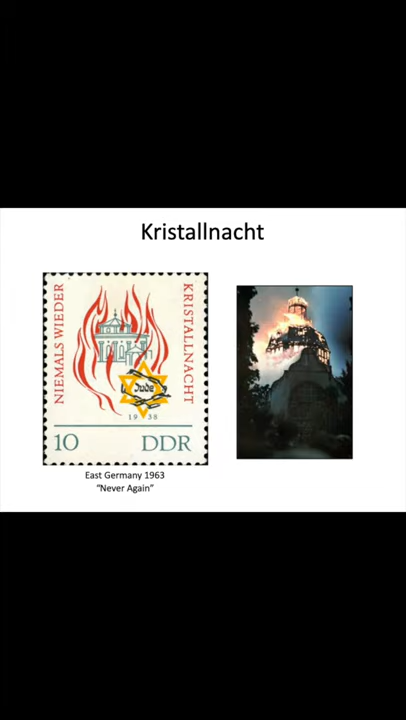 Kristallnacht
NIEMALS WIEDER
KRISTALLNACHT
Jude
1938
10 DDR
East Germany 1963
“Never Again”